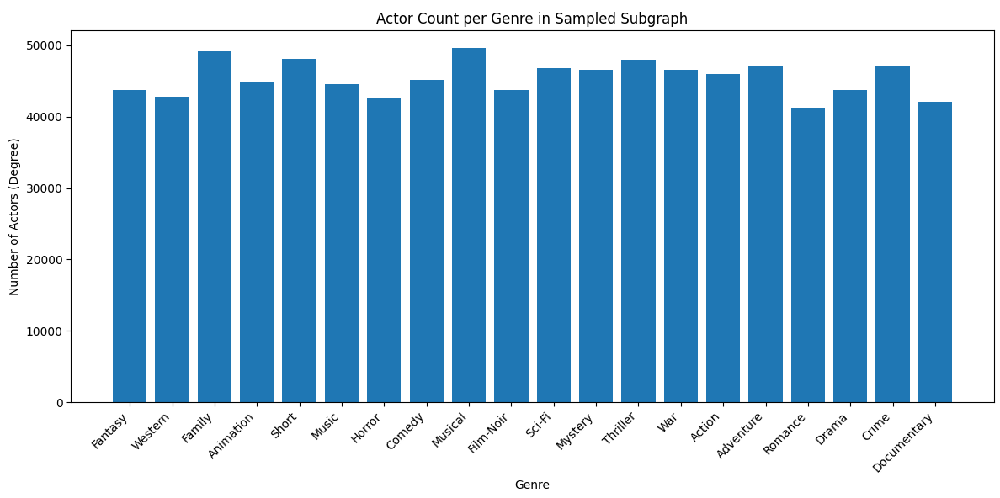 Actor Count per Genre in Sampled Subgraph
Number of Actors (Degree)
50000
40000
30000
20000
10000
0
Fantasy
Western
Family
Animation
Short
Music
Horror
Comedy
Musical
Film-Noir
Sci-Fi
Mystery
Thriller
War
Action
Adventure
Romance
Drama
Crime
Documentary
Genre